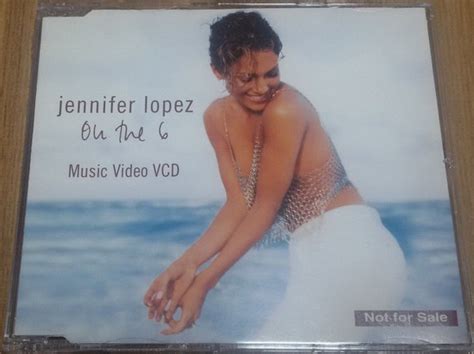 jennifer lopez
On the 6
Music Video VCD
Not for Sale